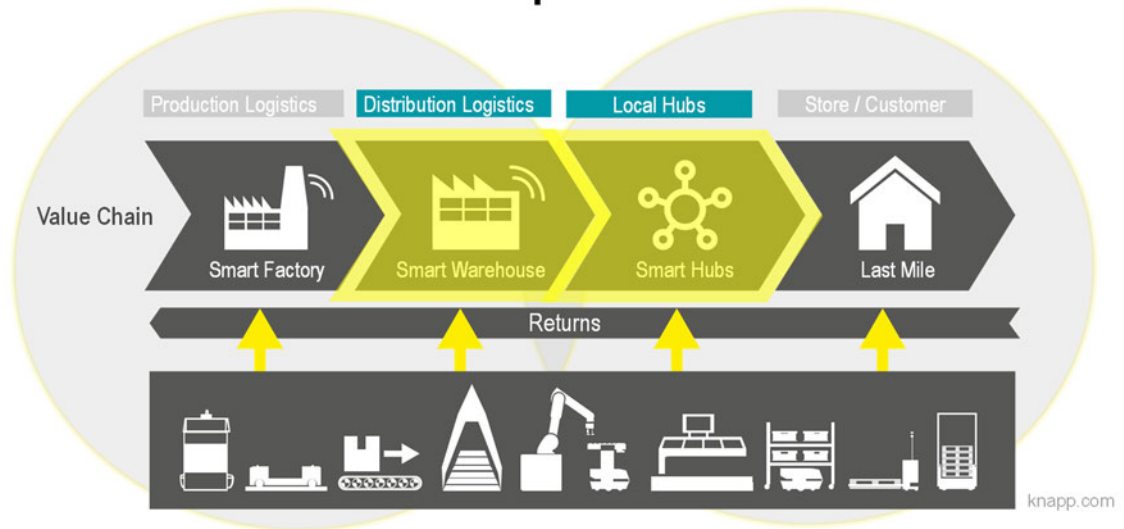 Production Logistics
Distribution Logistics
Local Hubs
Store / Customer
Value Chain
Smart Factory
Smart Warehouse
Smart Hubs
Last Mile
Returns
knapp.com